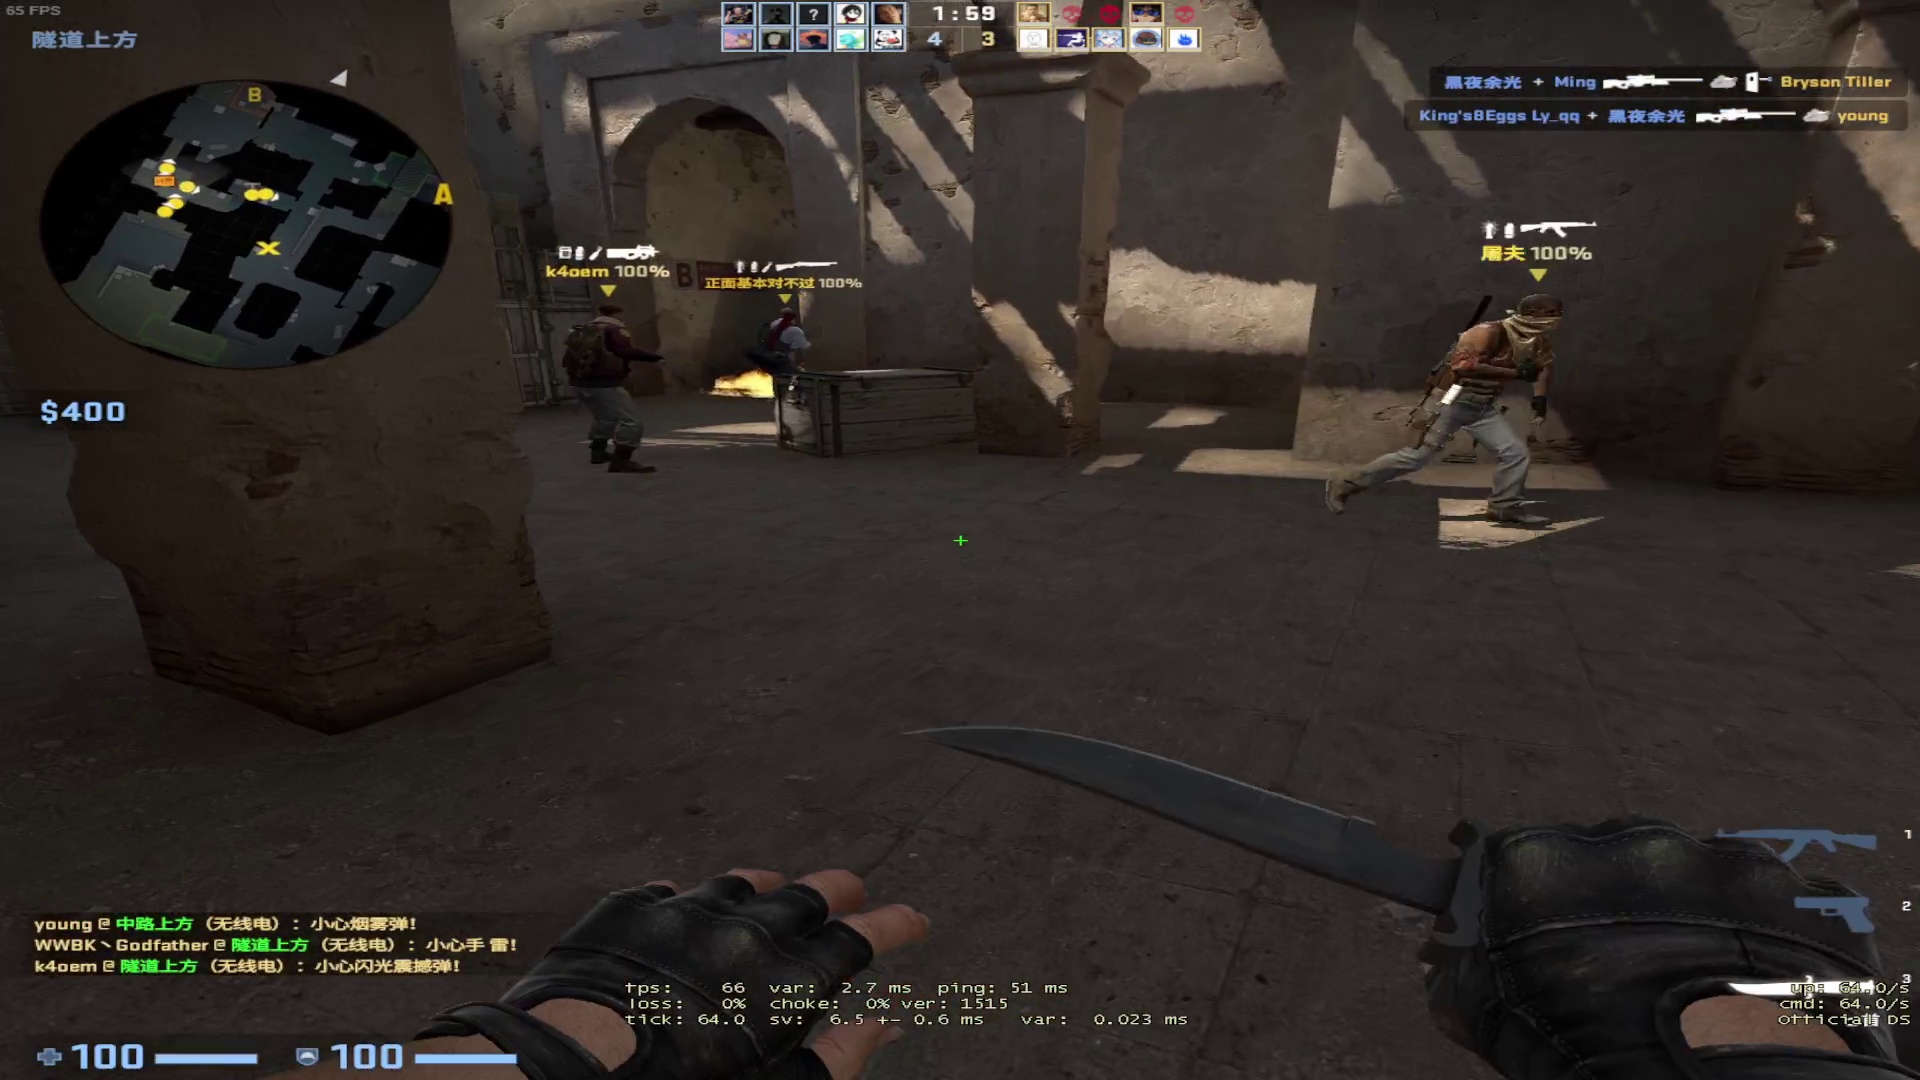 65 FPS
隧道上方
1:59
?
4 3
B
A
黑夜余光 + Ming Bryson Tiller
King's8Eggs Ly_qq + 黑夜余光 young
k4oem 100%
B
正面基本对不过 100%
屠夫 100%
$400
1
2
3
young @ 中路上方 (无线电) : 小心烟雾弹!
WWBK丶Godfather @ 隧道上方 (无线电) : 小心手 雷!
k4oem @ 隧道上方 (无线电) : 小心闪光震撼弹!
fps: 66 var: 2.7 ms ping: 51 ms
loss: 0% choke: 0% ver: 1515
tick: 64.0 sv: 6.5 +- 0.6 ms var: 0.023 ms
up: 64.0/s
cmd: 64.0/s
official DS
100 100